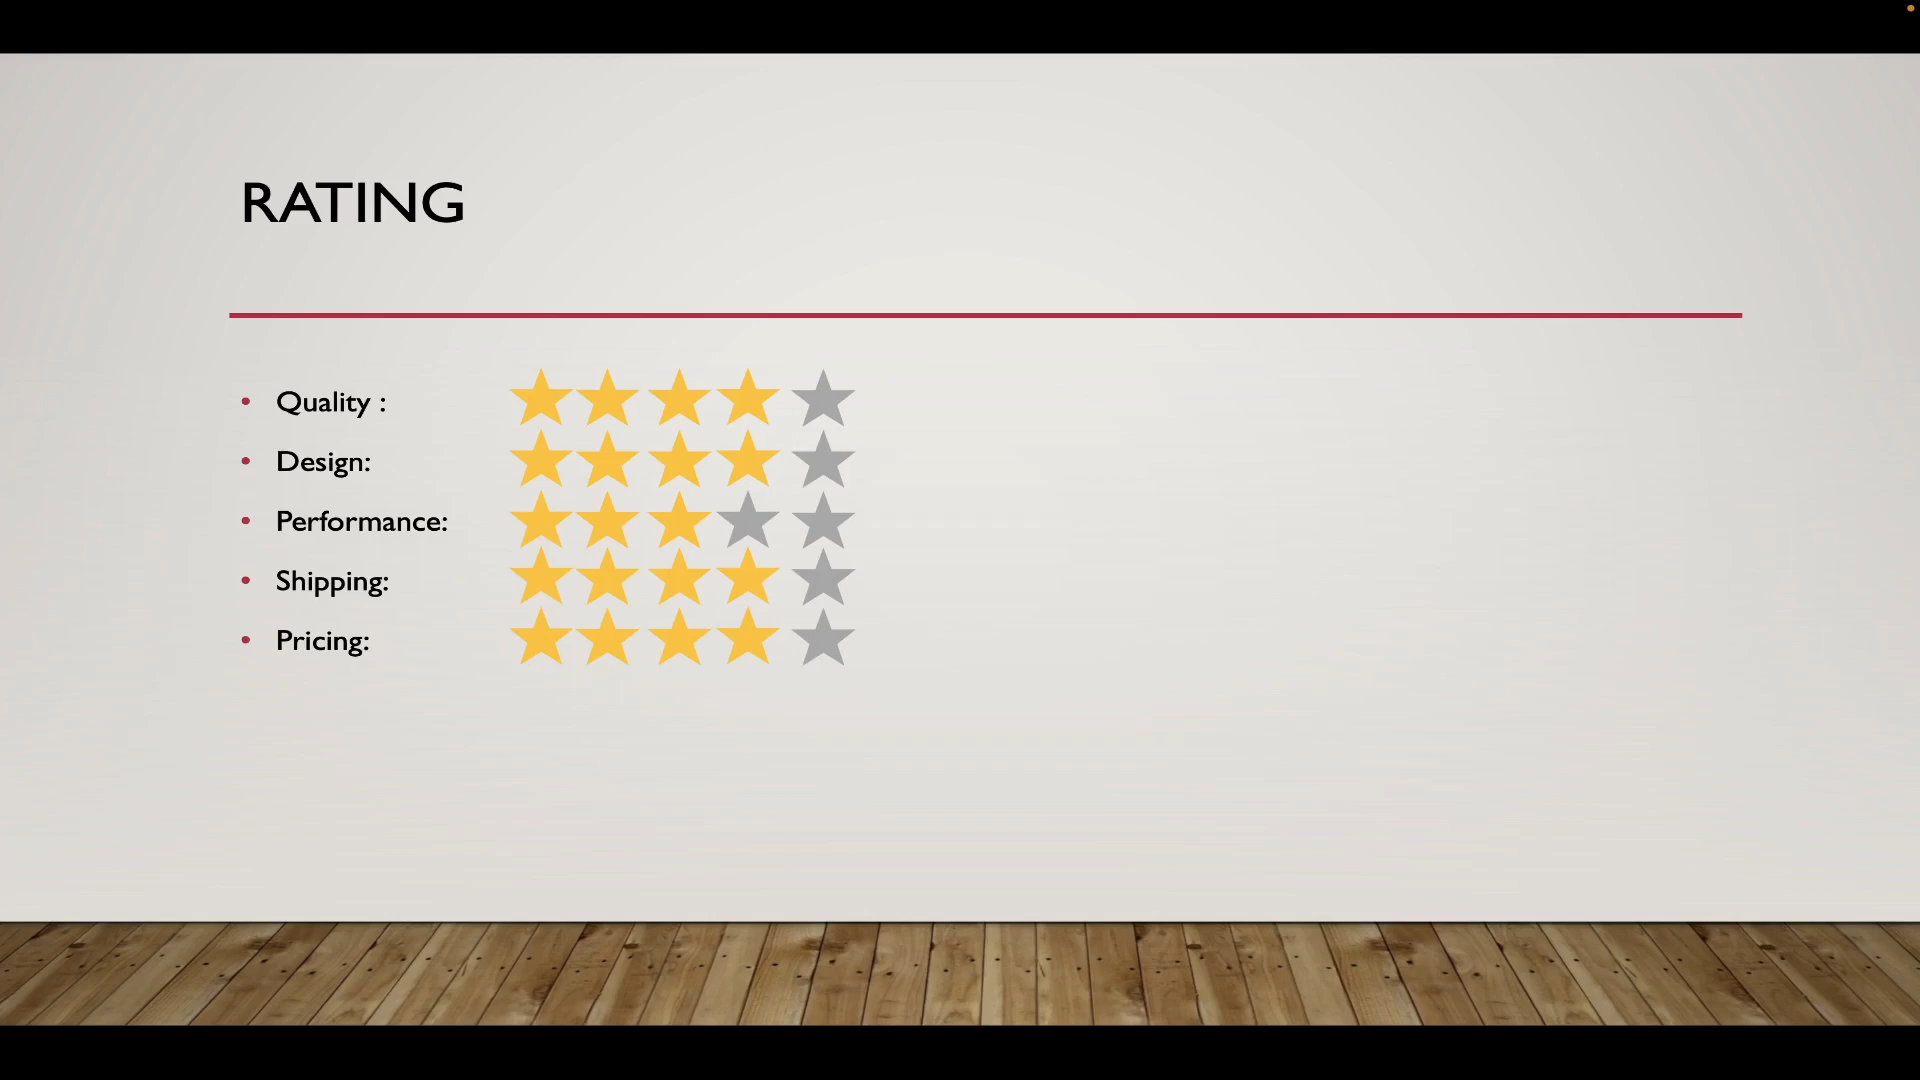 RATING
Quality :
Design:
Performance:
Shipping:
Pricing: